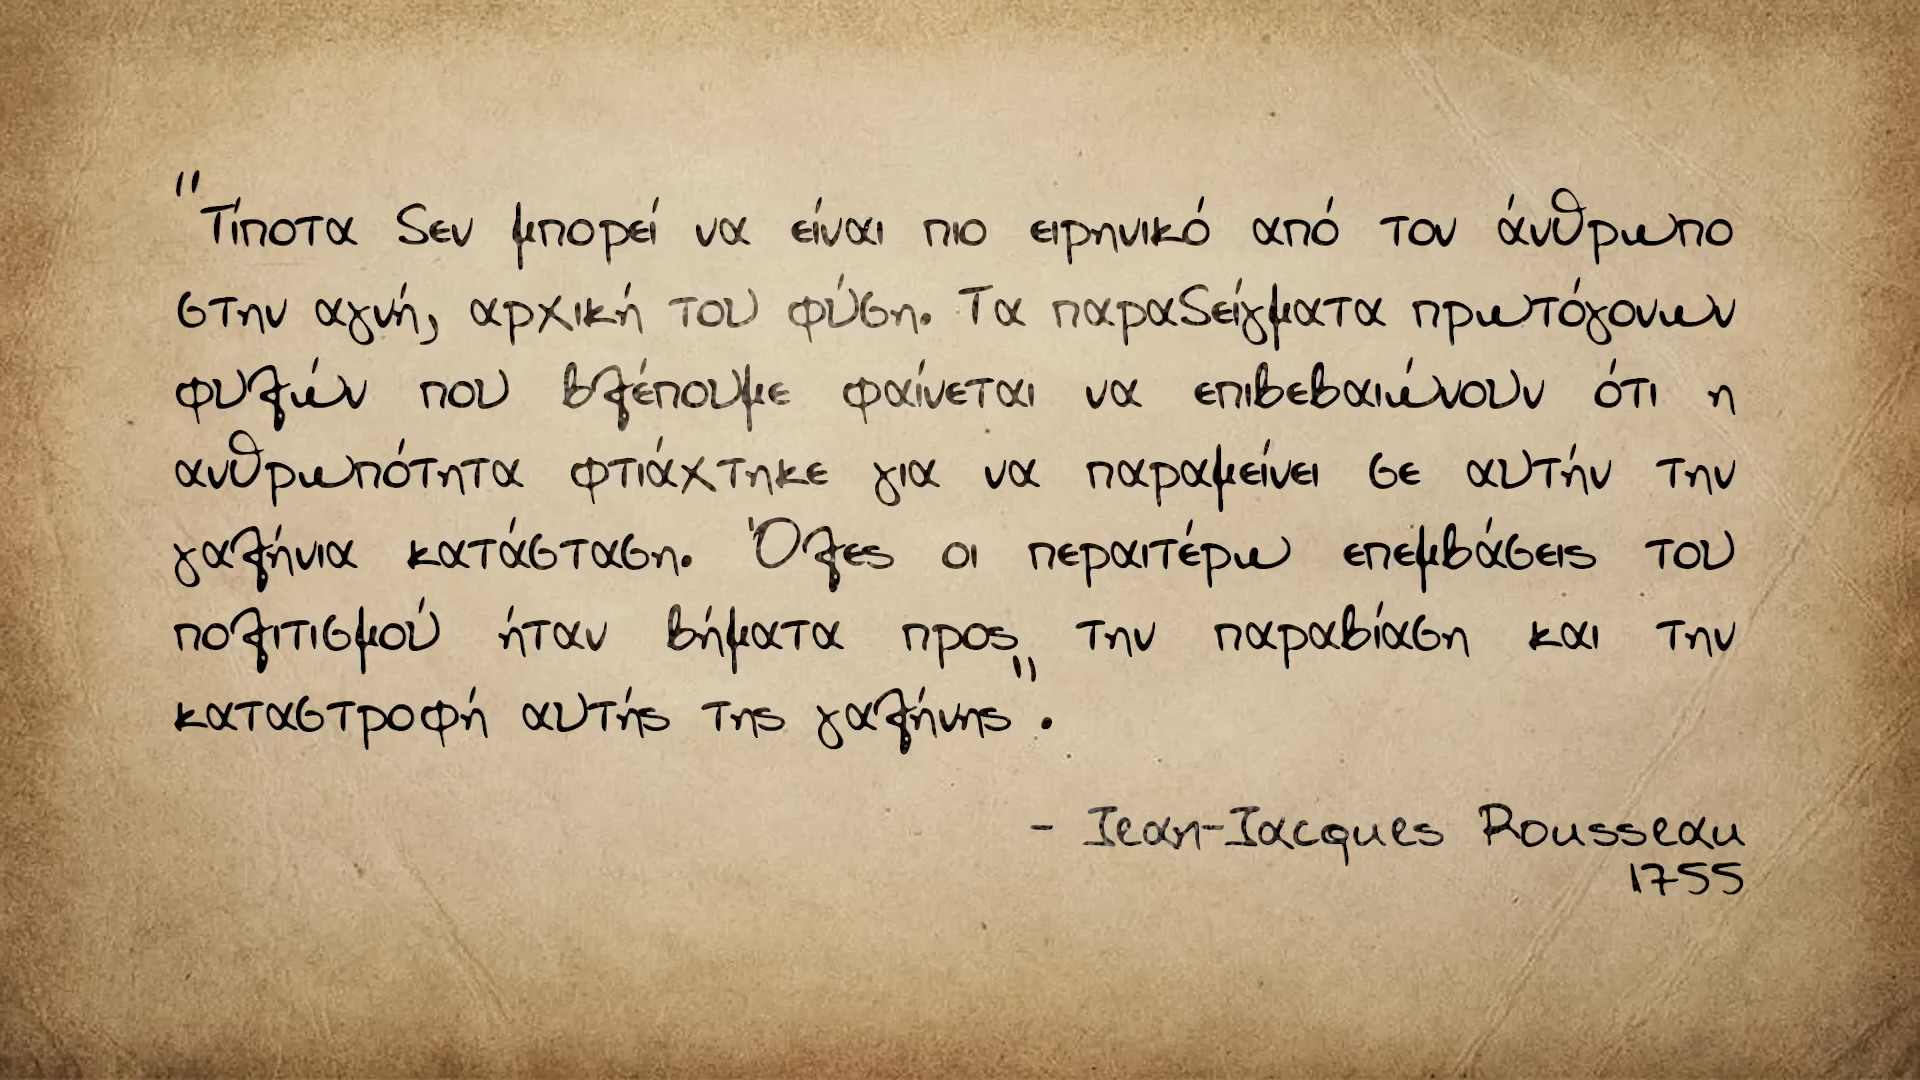 "Τίποτα δεν μπορεί να είναι πιο ειρηνικό από τον άνθρωπο
στην αγνή, αρχική του φύση. Τα παραδείγματα πρωτόγονων
φυλών που βλέπουμε φαίνεται να επιβεβαιώνουν ότι η
ανθρωπότητα φτιάχτηκε για να παραμείνει σε αυτήν την
γαλήνια κατάσταση. Όλες οι περαιτέρω επεμβάσεις του
πολιτισμού ήταν βήματα προς την παραβίαση και την
καταστροφή αυτής της γαλήνης".
- Jean-Jacques Rousseau
1755